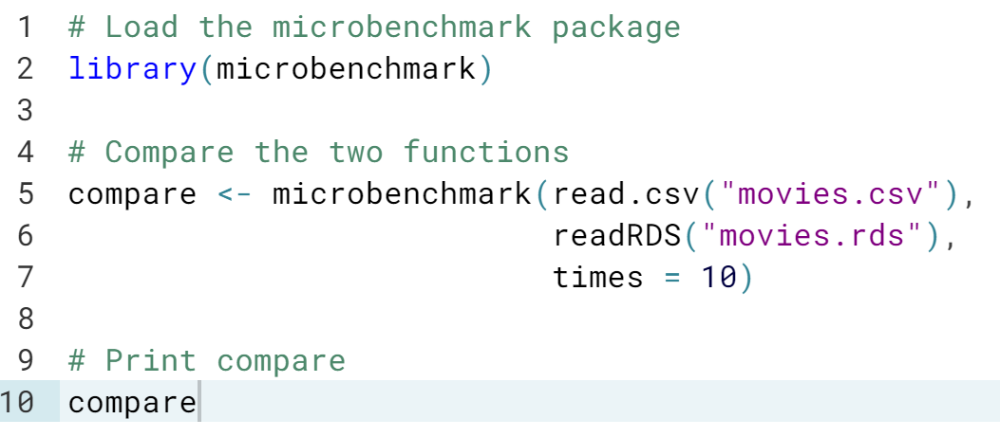 1 # Load the microbenchmark package
2 library(microbenchmark)
3
4 # Compare the two functions
5 compare <- microbenchmark(read.csv("movies.csv"),
6                           readRDS("movies.rds"),
7                           times = 10)
8
9 # Print compare
10 compare